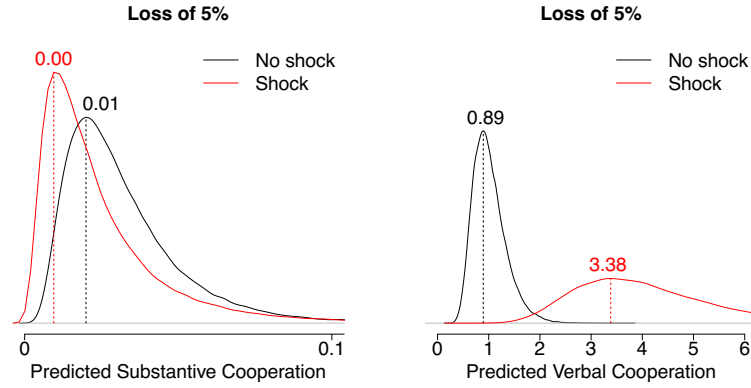 Loss of 5%
No shock
Shock
0.00
0.01
0
0.1
Predicted Substantive Cooperation
Loss of 5%
No shock
Shock
0.89
3.38
0 1 2 3 4 5 6
Predicted Verbal Cooperation